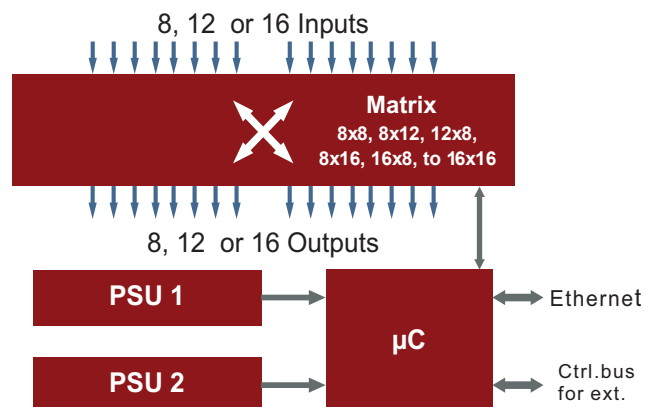 8, 12 or 16 Inputs
Matrix
8x8, 8x12, 12x8,
8x16, 16x8, to 16x16
8, 12 or 16 Outputs
PSU 1
µC
Ethernet
PSU 2
Ctrl.bus
for ext.